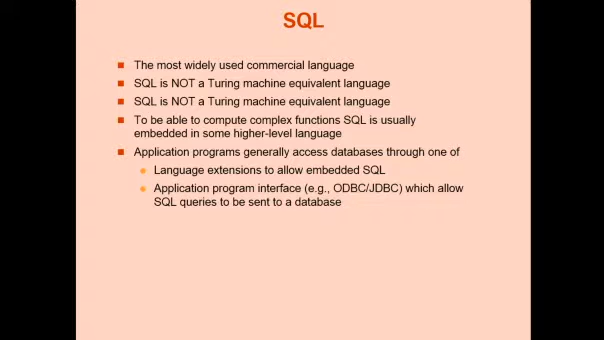 SQL
The most widely used commercial language
SQL is NOT a Turing machine equivalent language
SQL is NOT a Turing machine equivalent language
To be able to compute complex functions SQL is usually
embedded in some higher-level language
Application programs generally access databases through one of
Language extensions to allow embedded SQL
Application program interface (e.g., ODBC/JDBC) which allow
SQL queries to be sent to a database